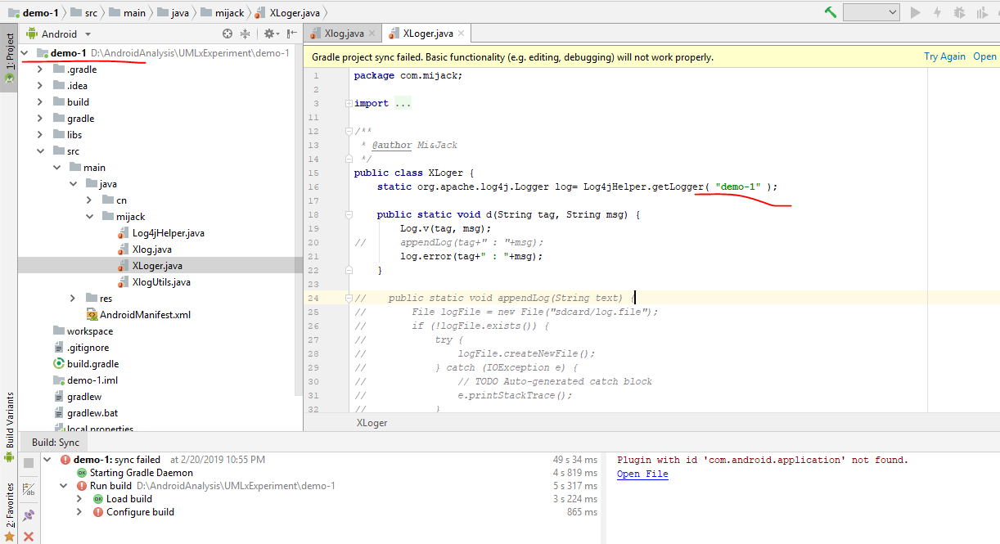 demo-1 src main java mijack XLoger.java
1: Project
Android
Xlog.java XLoger.java
demo-1 D:\AndroidAnalysis\UMLxExperiment\demo-1
.gradle
.idea
build
gradle
libs
src
main
java
cn
mijack
Log4jHelper.java
Xlog.java
XLoger.java
XlogUtils.java
res
AndroidManifest.xml
workspace
.gitignore
build.gradle
demo-1.iml
gradlew
gradlew.bat
local.properties
Gradle project sync failed. Basic functionality (e.g. editing, debugging) will not work properly. Try Again Open
1 package com.mijack;
2
3 import ...
11
12 /**
13 * @author Mi&Jack
14 */
15 public class XLoger {
16 static org.apache.log4j.Logger log= Log4jHelper.getLogger( "demo-1" );
17
18 public static void d(String tag, String msg) {
19 Log.v(tag, msg);
20 // appendLog(tag+" : "+msg);
21 log.error(tag+" : "+msg);
22 }
23
24 // public static void appendLog(String text) {
25 // File logFile = new File("sdcard/log.file");
26 // if (!logFile.exists()) {
27 // try {
28 // logFile.createNewFile();
29 // } catch (IOException e) {
30 // // TODO Auto-generated catch block
31 // e.printStackTrace();
32 // }
XLoger
Build Variants
2: Favorites
Build: Sync
demo-1: sync failed at 2/20/2019 10:55 PM 49 s 34 ms
Starting Gradle Daemon 4 s 819 ms
Run build D:\AndroidAnalysis\UMLxExperiment\demo-1 5 s 317 ms
Load build 3 s 224 ms
Configure build 865 ms
Plugin with id 'com.android.application' not found.
Open File